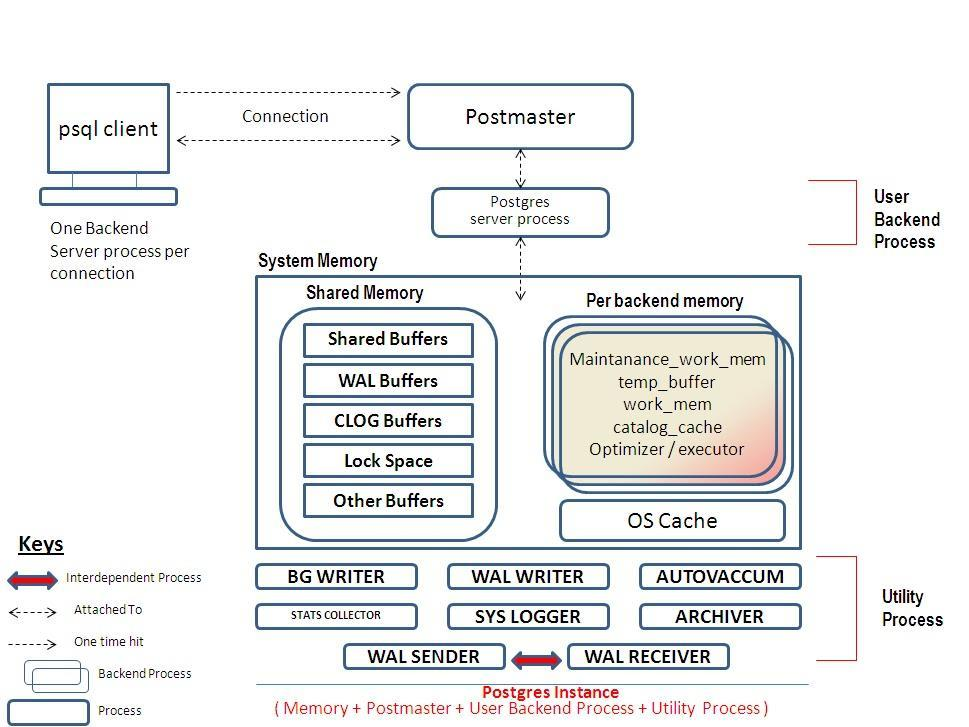 psql client
Connection
Postmaster
One Backend
Server process per
connection
Postgres
server process
User
Backend
Process
System Memory
Shared Memory
Shared Buffers
WAL Buffers
CLOG Buffers
Lock Space
Other Buffers
Per backend memory
Maintanance_work_mem
temp_buffer
work_mem
catalog_cache
Optimizer / executor
OS Cache
Keys
Interdependent Process
Attached To
One time hit
Backend Process
Process
BG WRITER
WAL WRITER
AUTOVACCUM
STATS COLLECTOR
SYS LOGGER
ARCHIVER
WAL SENDER
WAL RECEIVER
Utility
Process
Postgres Instance
( Memory + Postmaster + User Backend Process + Utility Process )